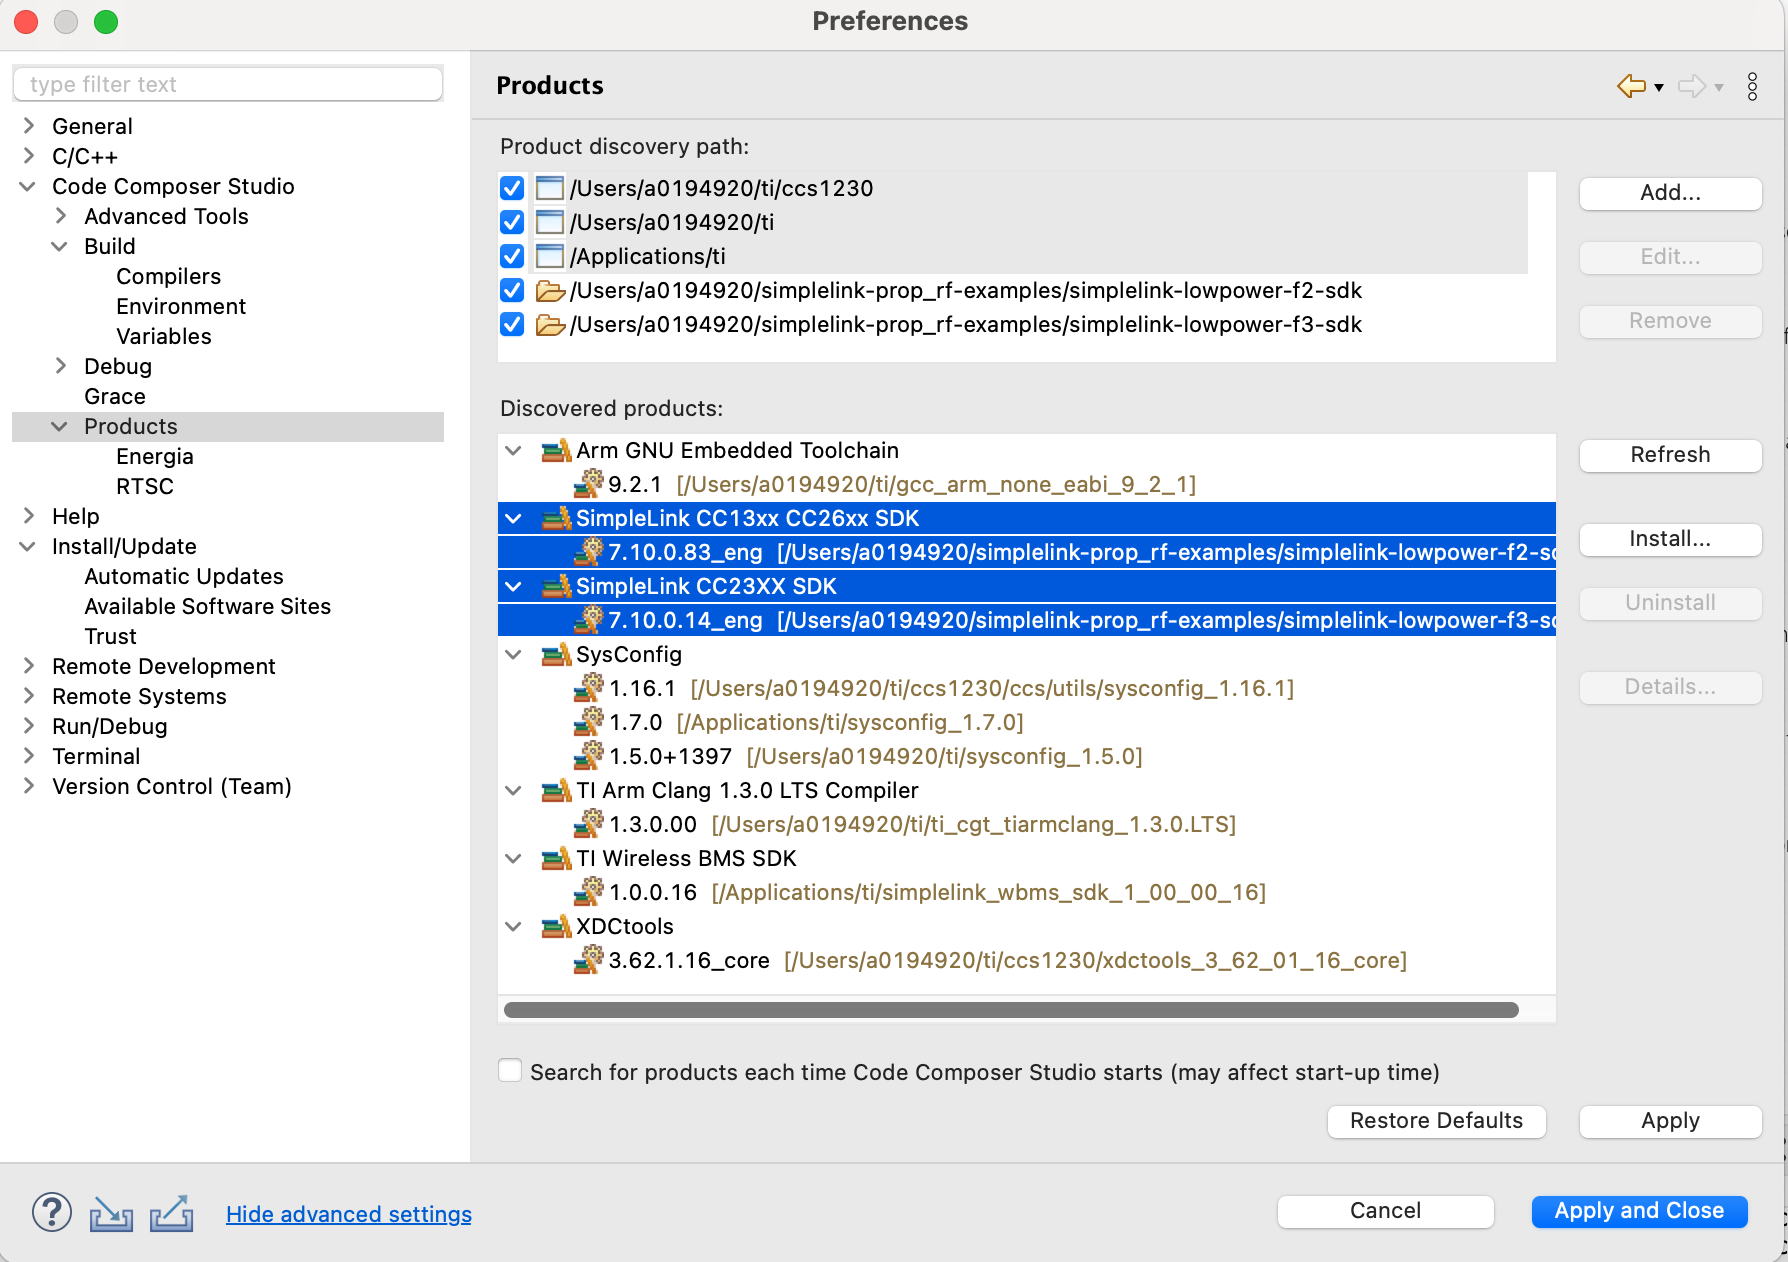 Preferences
type filter text
General
C/C++
Code Composer Studio
Advanced Tools
Build
Compilers
Environment
Variables
Debug
Grace
Products
Energia
RTSC
Help
Install/Update
Automatic Updates
Available Software Sites
Trust
Remote Development
Remote Systems
Run/Debug
Terminal
Version Control (Team)
Products
Product discovery path:
/Users/a0194920/ti/ccs1230
/Users/a0194920/ti
/Applications/ti
/Users/a0194920/simplelink-prop_rf-examples/simplelink-lowpower-f2-sdk
/Users/a0194920/simplelink-prop_rf-examples/simplelink-lowpower-f3-sdk
Add...
Edit...
Remove
Discovered products:
Arm GNU Embedded Toolchain
9.2.1 [/Users/a0194920/ti/gcc_arm_none_eabi_9_2_1]
SimpleLink CC13xx CC26xx SDK
7.10.0.83_eng [/Users/a0194920/simplelink-prop_rf-examples/simplelink-lowpower-f2-s
SimpleLink CC23XX SDK
7.10.0.14_eng [/Users/a0194920/simplelink-prop_rf-examples/simplelink-lowpower-f3-s
SysConfig
1.16.1 [/Users/a0194920/ti/ccs1230/ccs/utils/sysconfig_1.16.1]
1.7.0 [/Applications/ti/sysconfig_1.7.0]
1.5.0+1397 [/Users/a0194920/ti/sysconfig_1.5.0]
TI Arm Clang 1.3.0 LTS Compiler
1.3.0.00 [/Users/a0194920/ti/ti_cgt_tiarmclang_1.3.0.LTS]
TI Wireless BMS SDK
1.0.0.16 [/Applications/ti/simplelink_wbms_sdk_1_00_00_16]
XDCtools
3.62.1.16_core [/Users/a0194920/ti/ccs1230/xdctools_3_62_01_16_core]
Refresh
Install...
Uninstall
Details...
Search for products each time Code Composer Studio starts (may affect start-up time)
Restore Defaults
Apply
?
Hide advanced settings
Cancel
Apply and Close